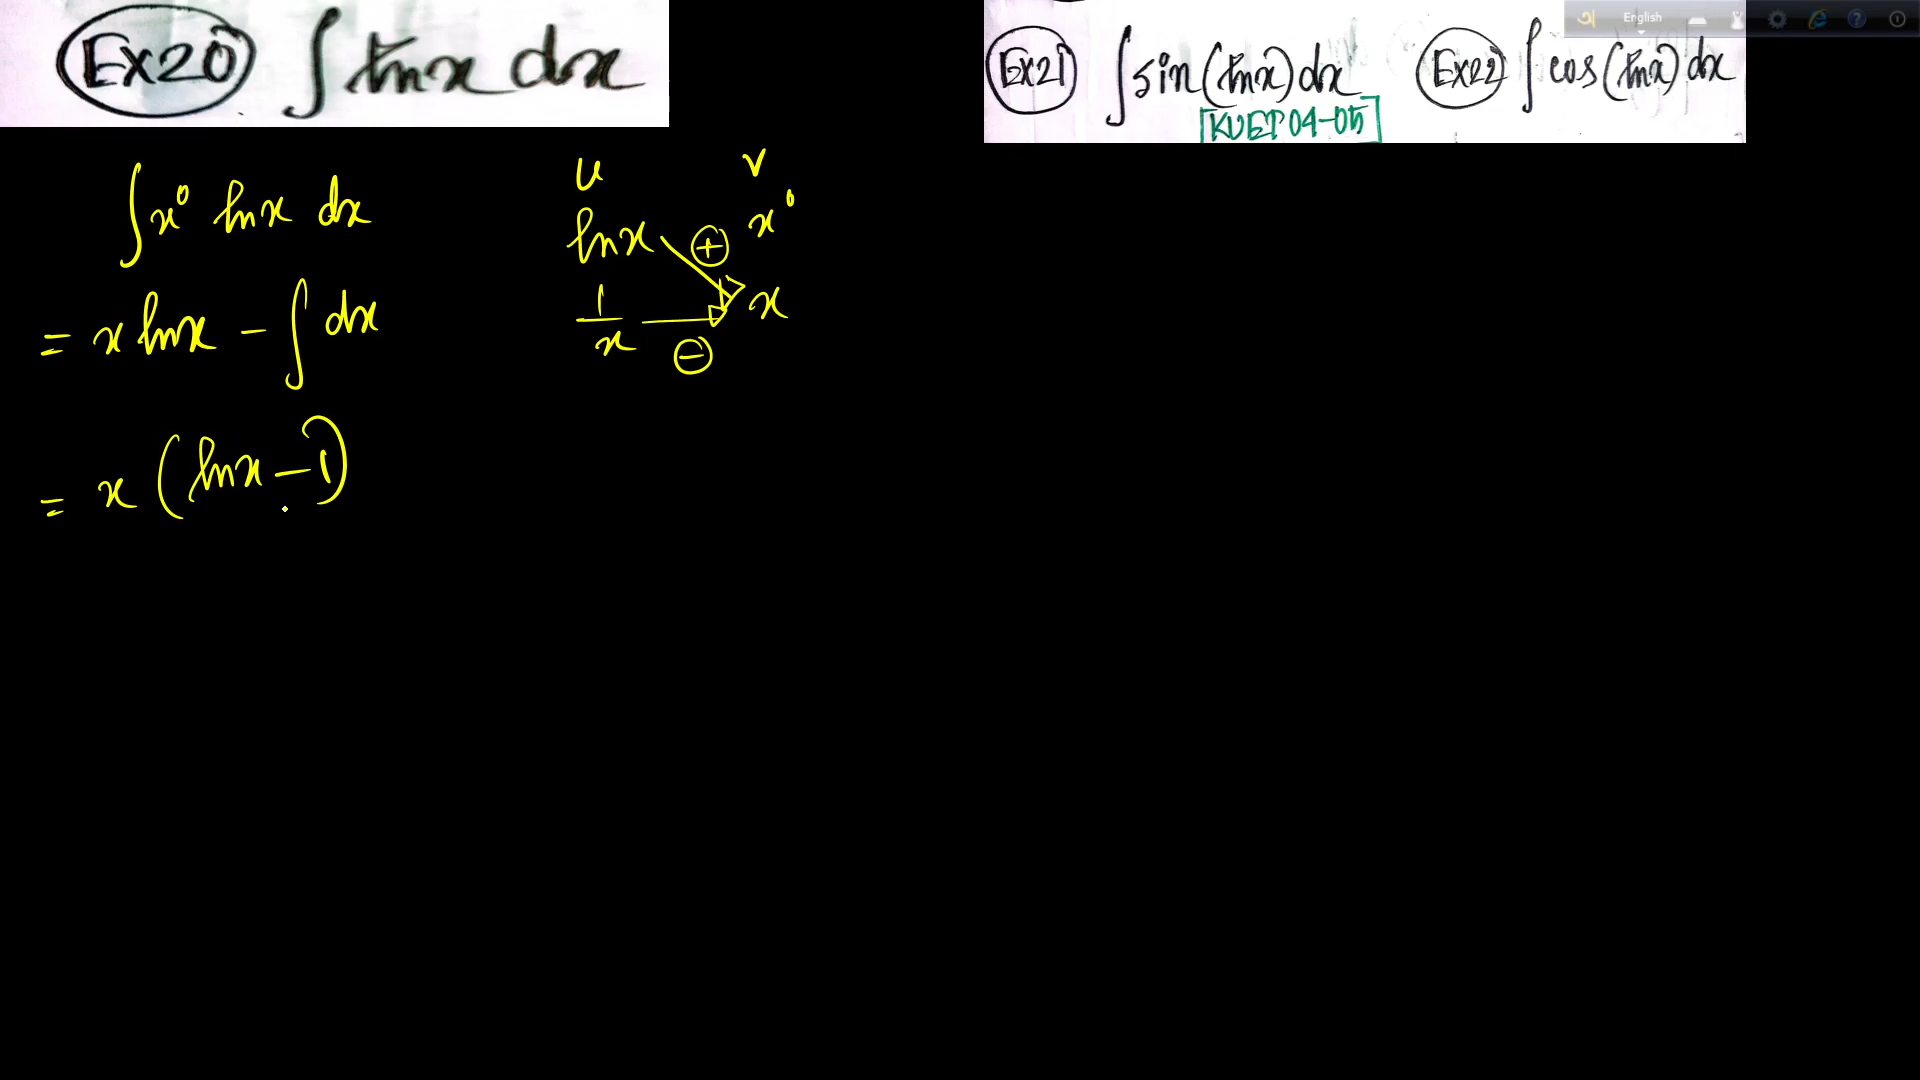 Ex20 ∫ lnx dx
Ex21 ∫ sin(lnx) dx Ex22 ∫ cos(lnx) dx
[KUET 04-05]
English
∫ x⁰ lnx dx
= x lnx - ∫ dx
= x (lnx - 1)
u v
lnx + x⁰
1/x - x